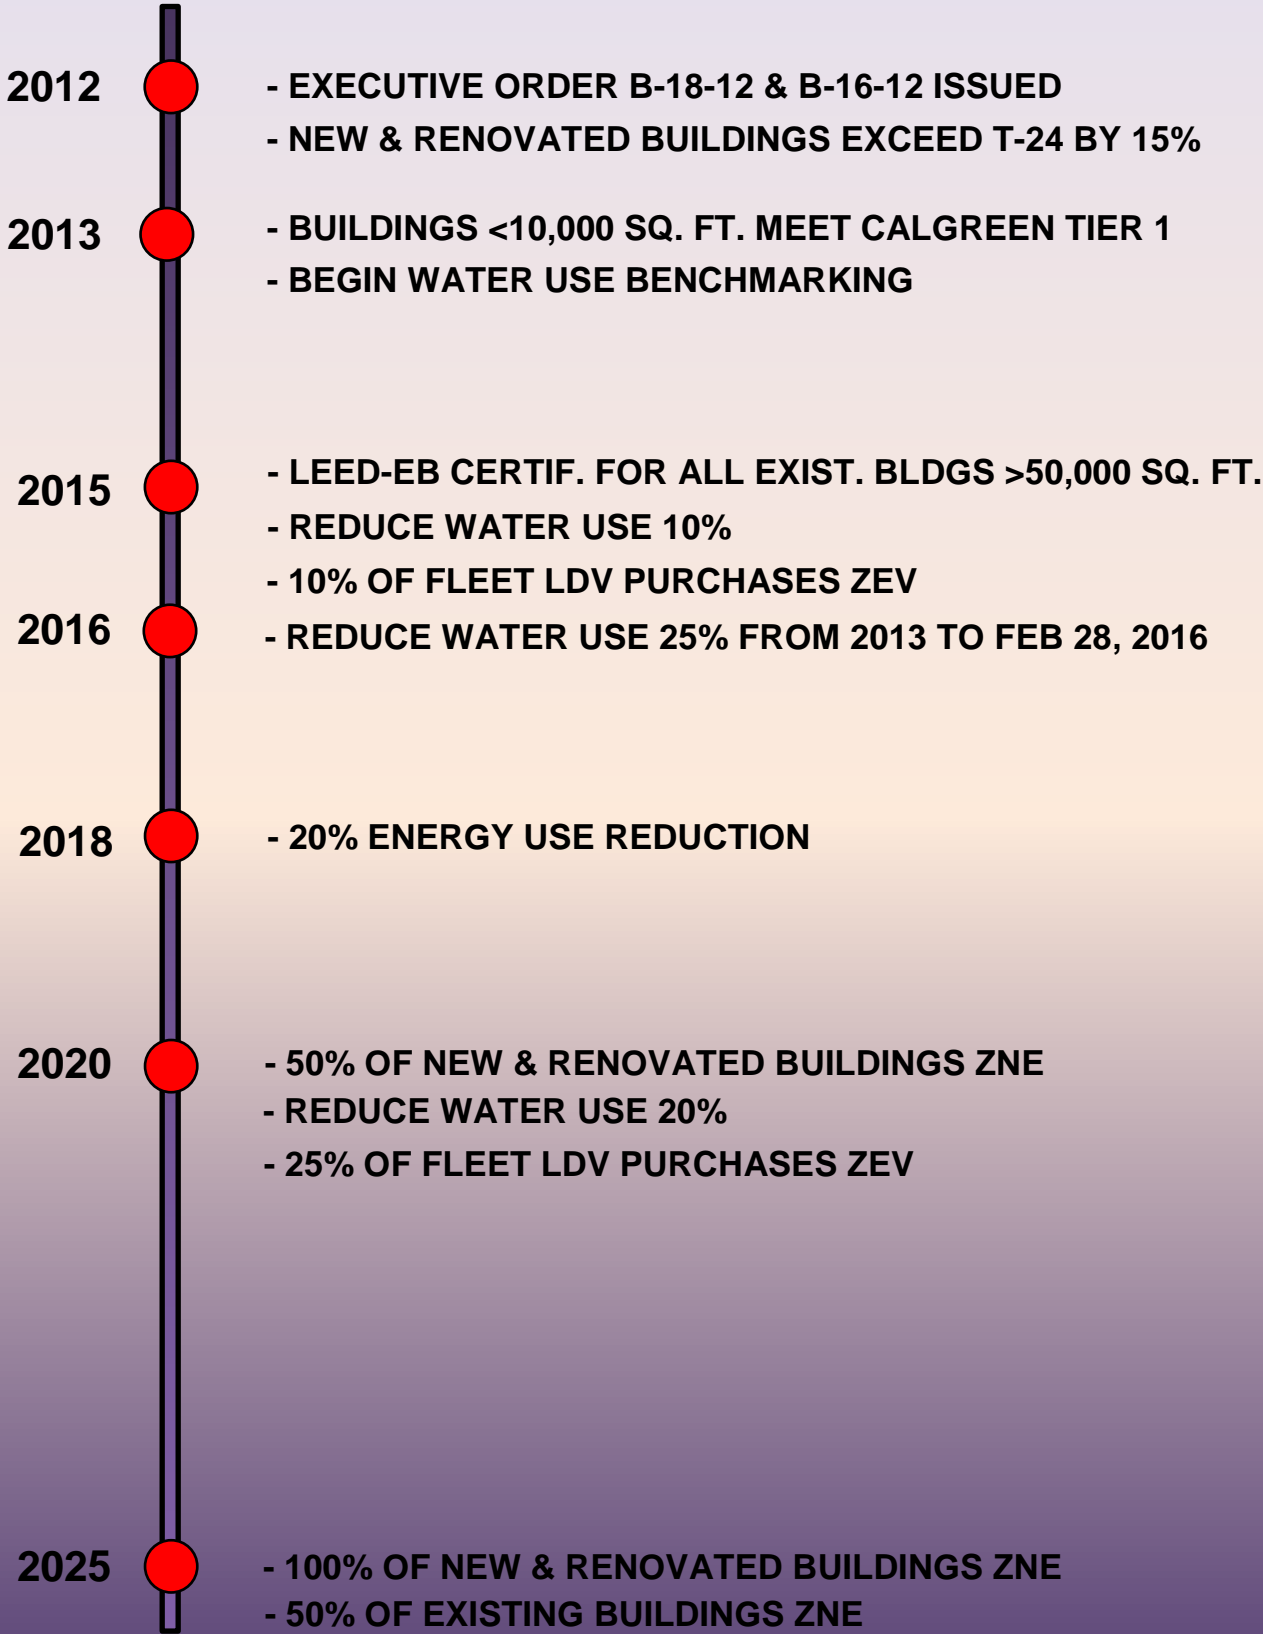 2012
- EXECUTIVE ORDER B-18-12 & B-16-12 ISSUED
- NEW & RENOVATED BUILDINGS EXCEED T-24 BY 15%
2013
- BUILDINGS <10,000 SQ. FT. MEET CALGREEN TIER 1
- BEGIN WATER USE BENCHMARKING
2015
- LEED-EB CERTIF. FOR ALL EXIST. BLDGS >50,000 SQ. FT.
- REDUCE WATER USE 10%
- 10% OF FLEET LDV PURCHASES ZEV
2016
- REDUCE WATER USE 25% FROM 2013 TO FEB 28, 2016
2018
- 20% ENERGY USE REDUCTION
2020
- 50% OF NEW & RENOVATED BUILDINGS ZNE
- REDUCE WATER USE 20%
- 25% OF FLEET LDV PURCHASES ZEV
2025
- 100% OF NEW & RENOVATED BUILDINGS ZNE
- 50% OF EXISTING BUILDINGS ZNE